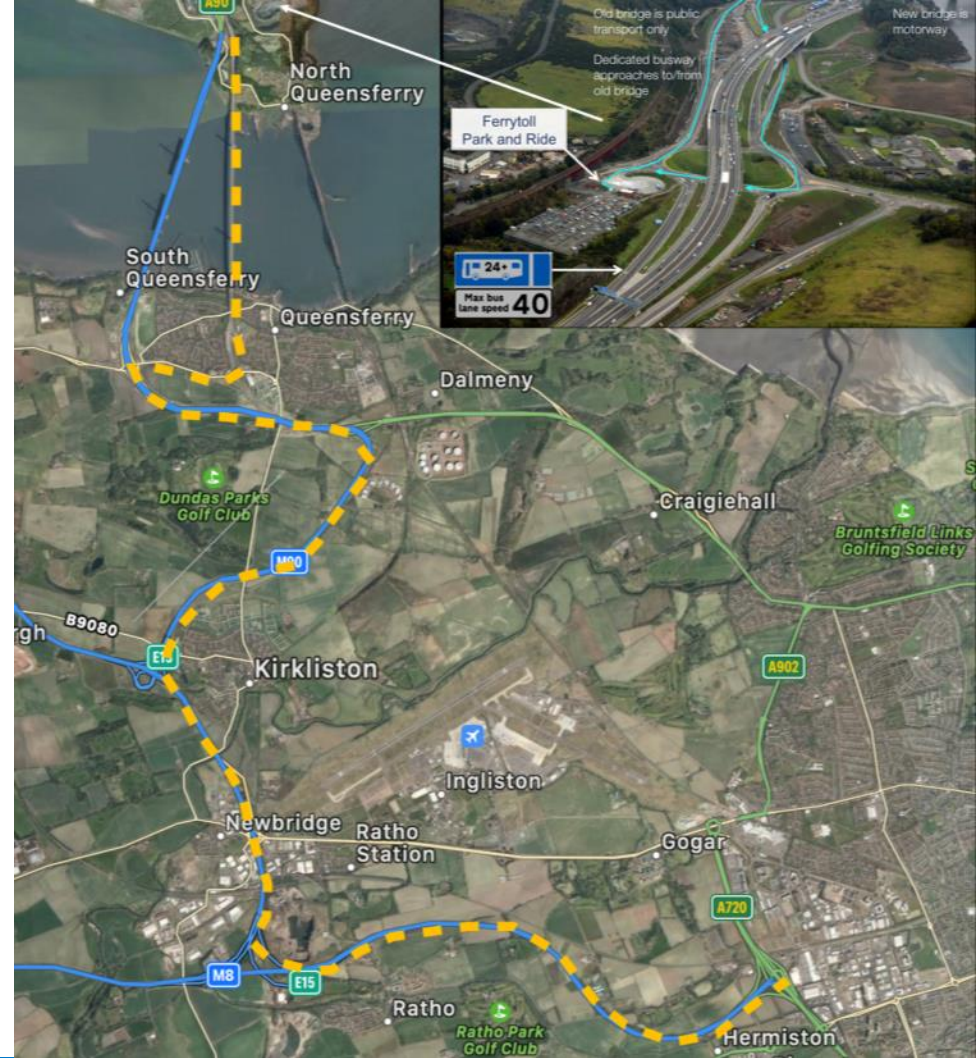 A90
North
Queensferry
Old bridge is public
transport only
New bridge is
motorway
Dedicated busway
approaches to/from
old bridge
Ferrytoll
Park and Ride
24+
Max bus
lane speed 40
South
Queensferry
Queensferry
Dalmeny
Dundas Parks
Golf Club
Craigiehall
Bruntsfield Links
Golfing Society
S
M90
rgh
B9080
E15
Kirkliston
A902
Ingliston
Newbridge
Ratho
Station
Gogar
A720
M8
E15
Ratho
Ratho Park
Golf Club
Hermiston